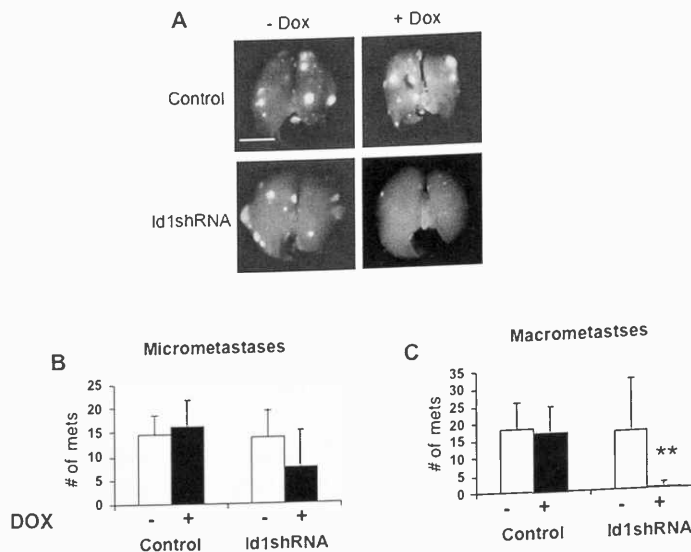 A
- Dox
+ Dox
Control
Id1shRNA
B
Micrometastases
# of mets
25
20
15
10
5
0
DOX
- + - +
Control Id1shRNA
C
Macrometastses
# of mets
35
30
25
20
15
10
5
0
**
- + - +
Control Id1shRNA